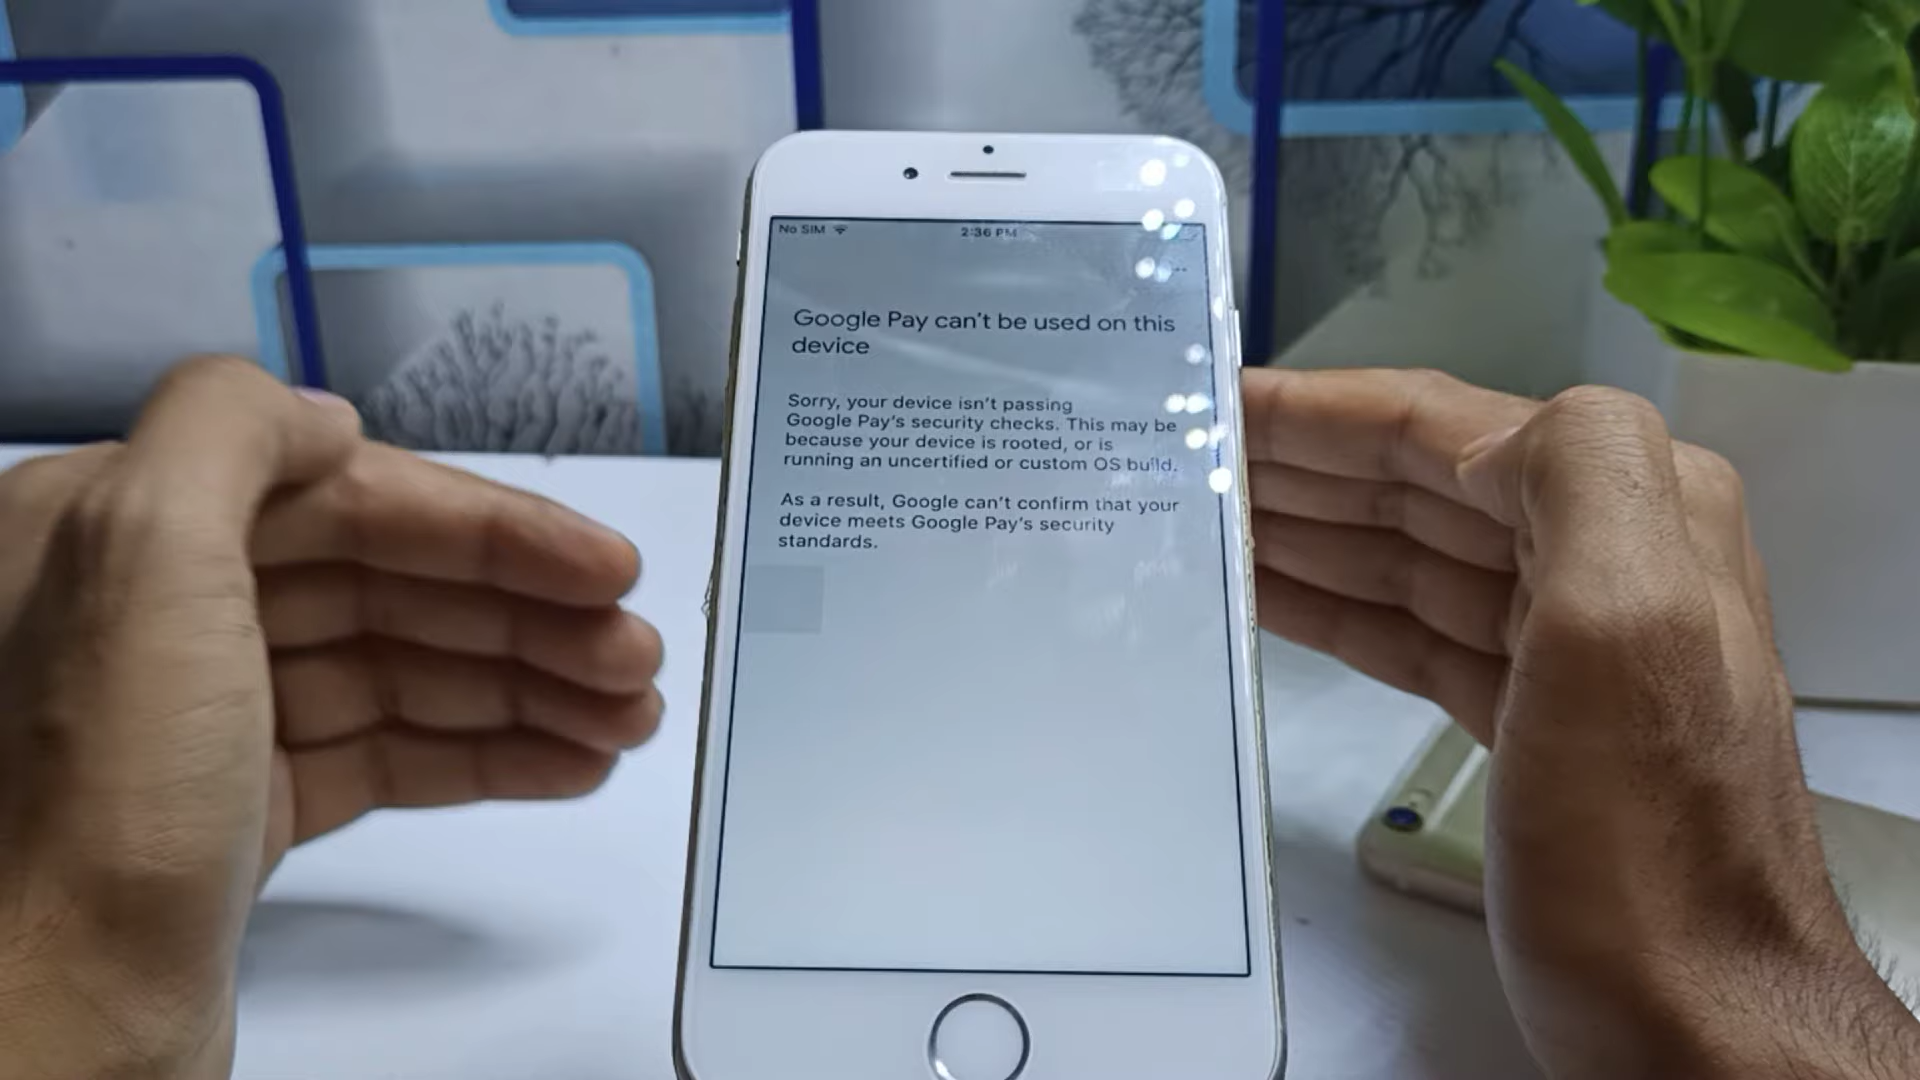 No SIM 2:36 PM
Google Pay can't be used on this
device
Sorry, your device isn't passing
Google Pay's security checks. This may be
because your device is rooted, or is
running an uncertified or custom OS build.
As a result, Google can't confirm that your
device meets Google Pay's security
standards.